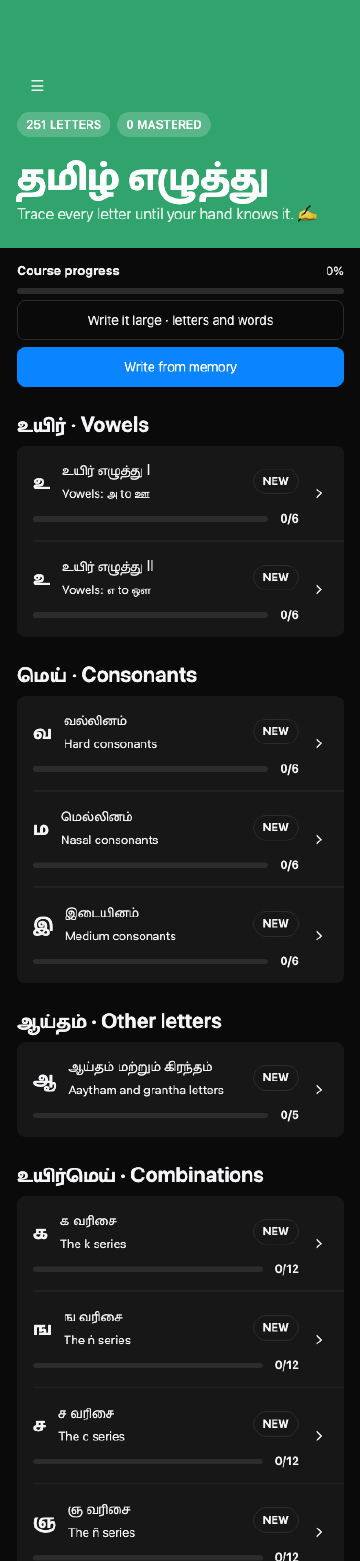 ☰
251 LETTERS 0 MASTERED
தமிழ் எழுத்து
Trace every letter until your hand knows it. ✍️
Course progress 0%
Write it large · letters and words
Write from memory
உயிர் · Vowels
உ உயிர் எழுத்து I NEW
Vowels: அ to ஊ
0/6
உ உயிர் எழுத்து II NEW
Vowels: எ to ஔ
0/6
மெய் · Consonants
வ வல்லினம் NEW
Hard consonants
0/6
ம மெல்லினம் NEW
Nasal consonants
0/6
இ இடையினம் NEW
Medium consonants
0/6
ஆய்தம் · Other letters
ஆ ஆய்தம் மற்றும் கிரந்தம் NEW
Aaytham and grantha letters
0/5
உயிர்மெய் · Combinations
க க வரிசை NEW
The k series
0/12
ங ங வரிசை NEW
The ṅ series
0/12
ச ச வரிசை NEW
The c series
0/12
ஞ ஞ வரிசை NEW
The ñ series
0/12